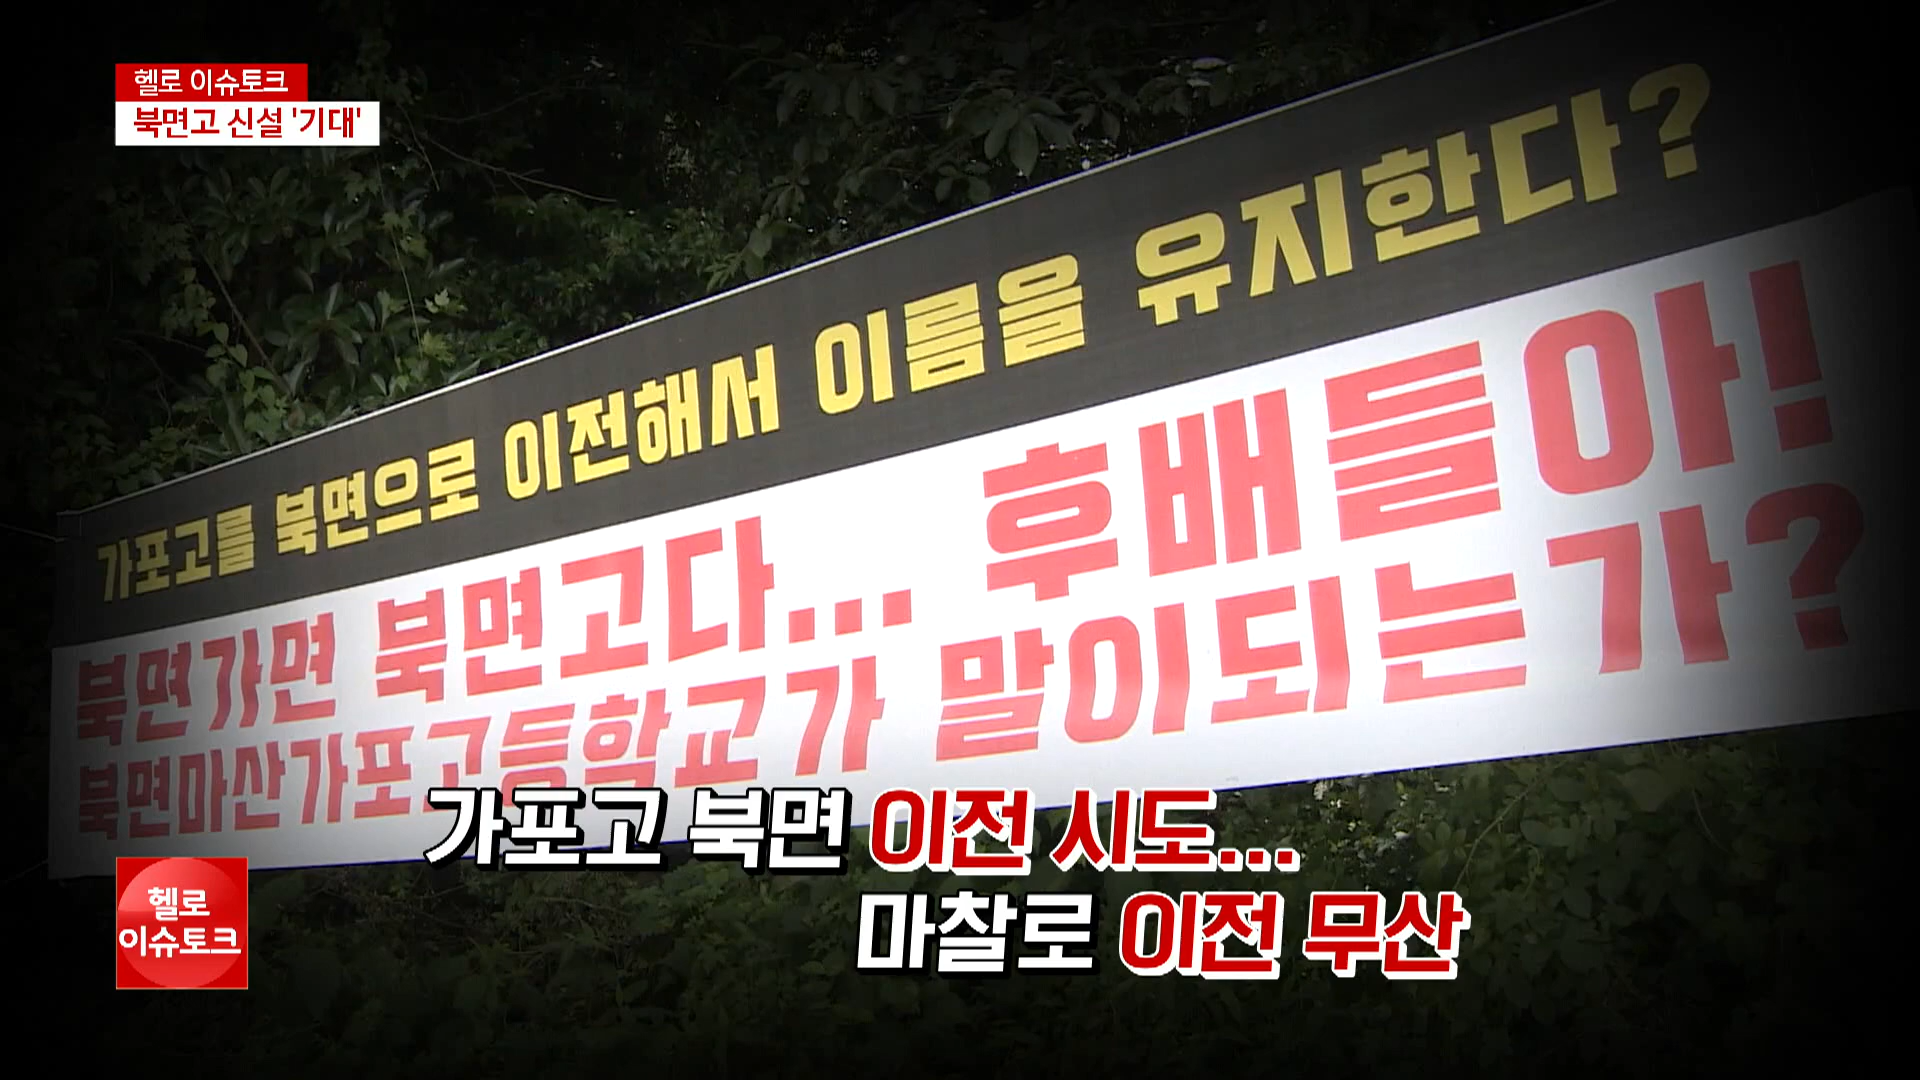 헬로 이슈토크
북면고 신설 '기대'
가포고를 북면으로 이전해서 이름을 유지한다?
북면가면 북면고다... 후배들아!
북면마산가포고등학교가 말이되는가?
가포고 북면 이전 시도...
마찰로 이전 무산
헬로
이슈토크